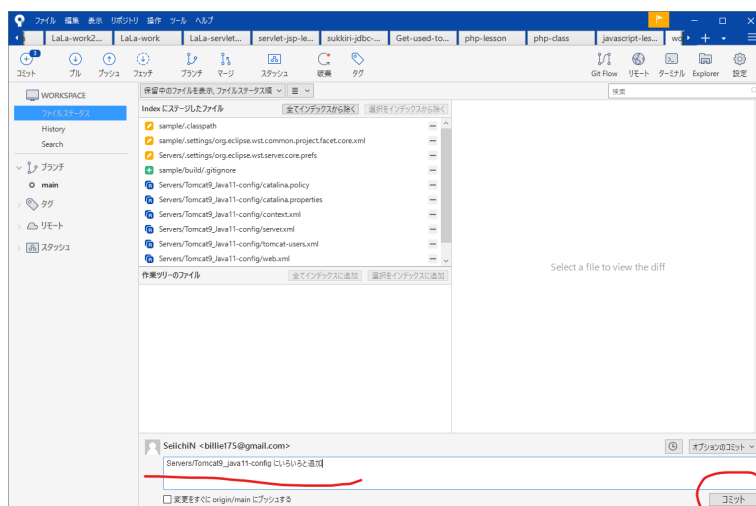 ファイル 編集 表示 リポジトリ 操作 ツール ヘルプ
LaLa-work2... LaLa-work LaLa-servlet... servlet-jsp-le... sukkiri-jdbc-... Get-used-to... php-lesson php-class javascript-les...
3
コミット プル プッシュ フェッチ ブランチ マージ スタッシュ 破棄 タグ Git Flow リモート ターミナル Explorer 設定
WORKSPACE
ファイルステータス
History
Search
ブランチ
main
タグ
リモート
スタッシュ
保留中のファイルを表示, ファイルステータス順
検索
Indexにステージしたファイル 全てインデックスから除く 選択をインデックスから除く
sample/.classpath
sample/.settings/org.eclipse.wst.common.project.facet.core.xml
Servers/.settings/org.eclipse.wst.server.core.prefs
sample/build/.gitignore
Servers/Tomcat9_Java11-config/catalina.policy
Servers/Tomcat9_Java11-config/catalina.properties
Servers/Tomcat9_Java11-config/context.xml
Servers/Tomcat9_Java11-config/server.xml
Servers/Tomcat9_Java11-config/tomcat-users.xml
Servers/Tomcat9_Java11-config/web.xml
作業ツリーのファイル 全てインデックスに追加 選択をインデックスに追加
Select a file to view the diff
SeiichiN <billie175@gmail.com>
オプションのコミット
Servers/Tomcat9_java11-config にいろいろと追加
変更をすぐに origin/main にプッシュする
コミット